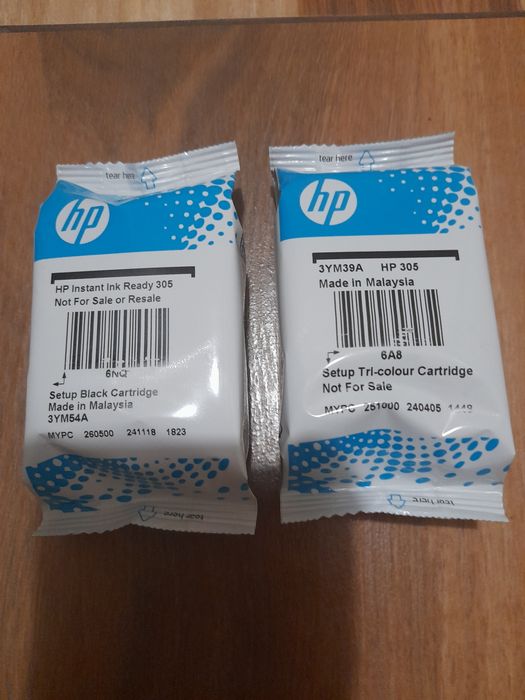 tear here
hp
HP Instant Ink Ready 305
Not For Sale or Resale
6NQ
Setup Black Cartridge
Made in Malaysia
3YM54A
MYPC 260500 241118 1823
tear here
tear here
hp
3YM39A HP 305
Made in Malaysia
6A8
Setup Tri-colour Cartridge
Not For Sale
MYPC 251000 240405 1448
tear here